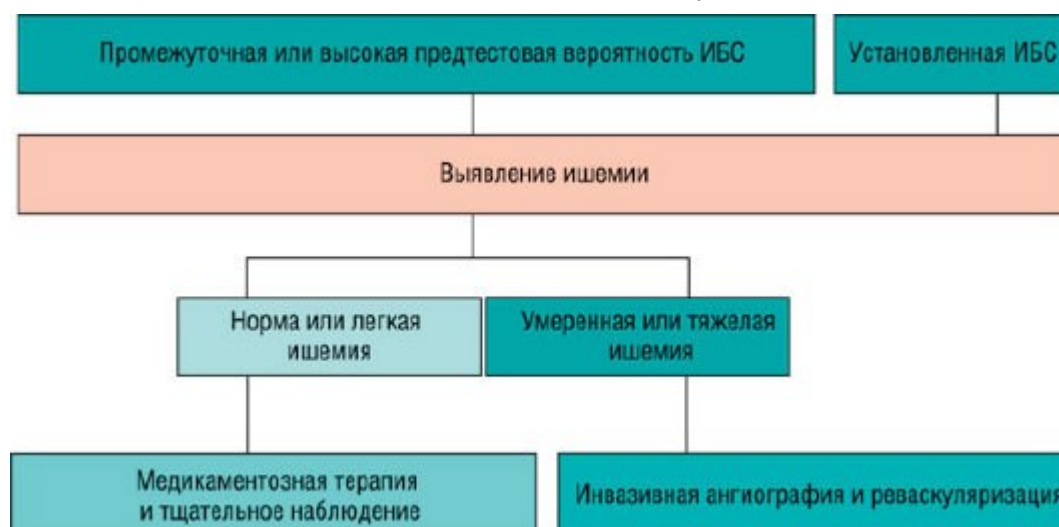 Промежуточная или высокая предтестовая вероятность ИБС
Установленная ИБС
Выявление ишемии
Норма или легкая
ишемия
Умеренная или тяжелая
ишемия
Медикаментозная терапия
и тщательное наблюдение
Инвазивная ангиография и реваскуляризация